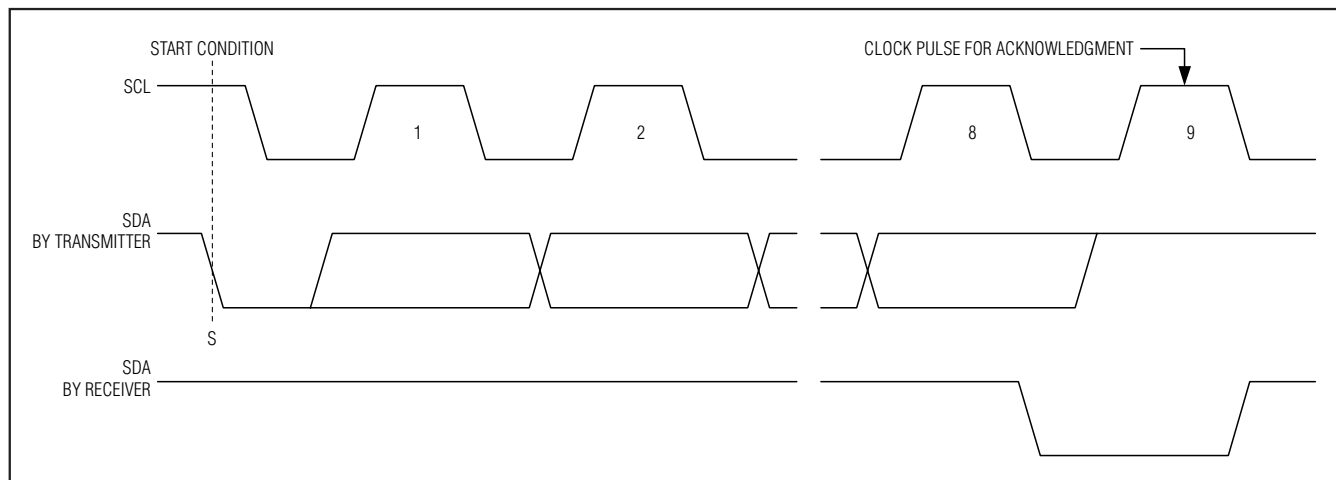 START CONDITION
CLOCK PULSE FOR ACKNOWLEDGMENT
SCL
1
2
8
9
SDA
BY TRANSMITTER
S
SDA
BY RECEIVER